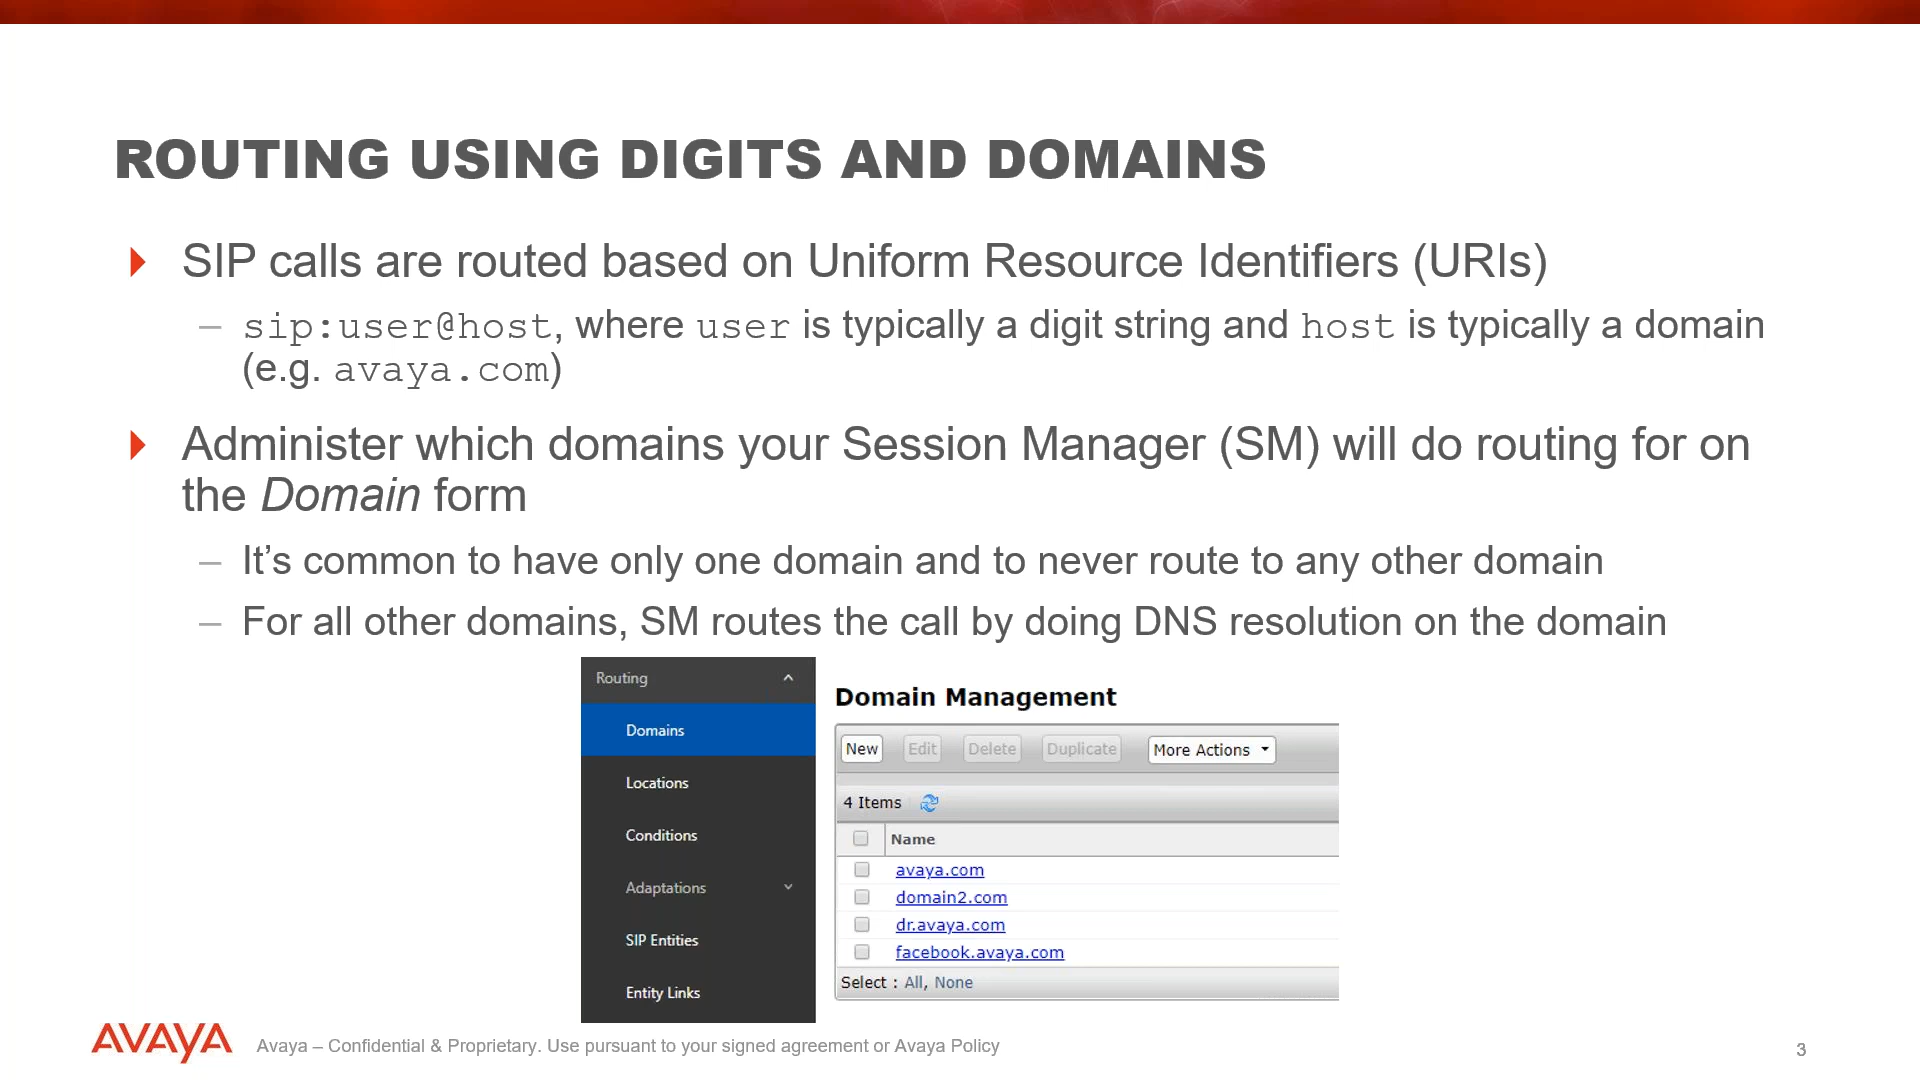 ROUTING USING DIGITS AND DOMAINS
SIP calls are routed based on Uniform Resource Identifiers (URIs)
– sip:user@host, where user is typically a digit string and host is typically a domain
(e.g. avaya.com)
Administer which domains your Session Manager (SM) will do routing for on
the Domain form
– It’s common to have only one domain and to never route to any other domain
– For all other domains, SM routes the call by doing DNS resolution on the domain
Routing
Domains
Locations
Conditions
Adaptations
SIP Entities
Entity Links
Domain Management
New Edit Delete Duplicate More Actions
4 Items
Name
avaya.com
domain2.com
dr.avaya.com
facebook.avaya.com
Select : All, None
AVAYA
Avaya – Confidential & Proprietary. Use pursuant to your signed agreement or Avaya Policy
3